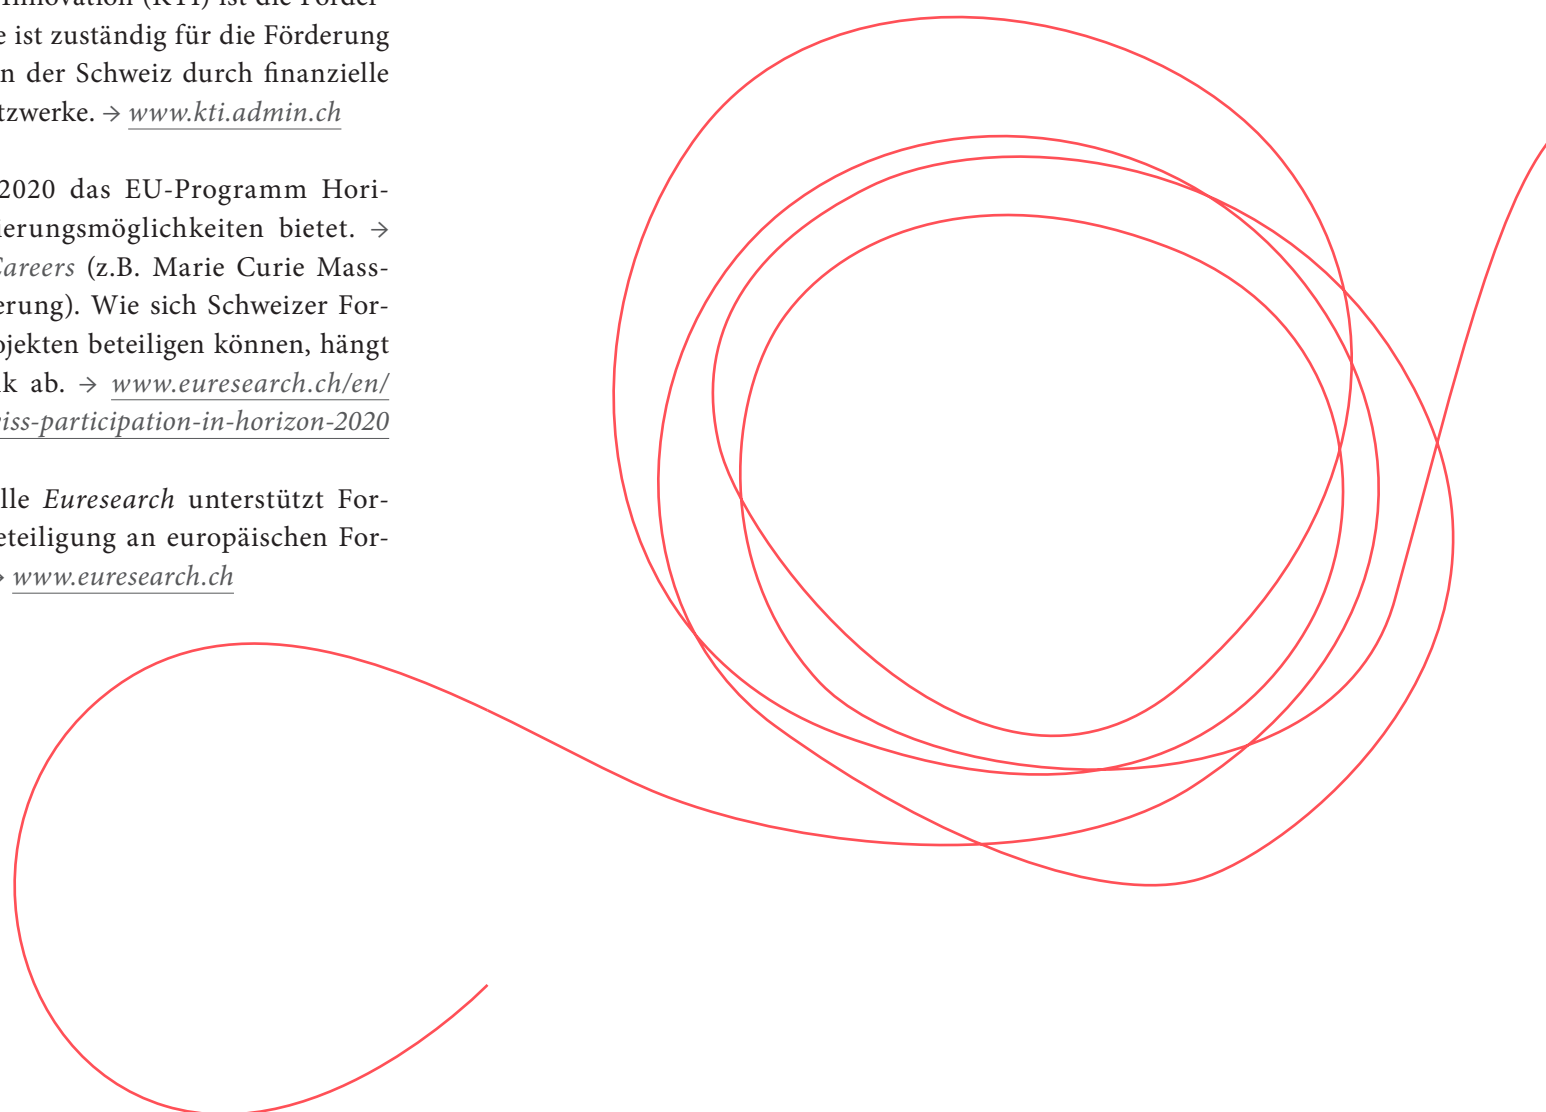 Innovation (KTI) ist die Förder-
e ist zuständig für die Förderung
n der Schweiz durch finanzielle
tzwerke. → www.kti.admin.ch
2020 das EU-Programm Hori-
ierungsmöglichkeiten bietet. →
Careers (z.B. Marie Curie Mass-
erung). Wie sich Schweizer For-
ojekten beteiligen können, hängt
ik ab. → www.euresearch.ch/en/
iss-participation-in-horizon-2020
lle Euresearch unterstützt For-
eteiligung an europäischen For-
→ www.euresearch.ch